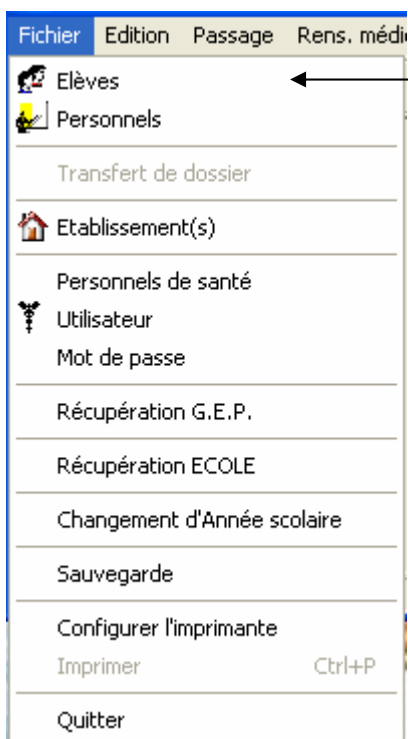 Fichier Edition Passage Rens. médi
Elèves
Personnels
Transfert de dossier
Etablissement(s)
Personnels de santé
Utilisateur
Mot de passe
Récupération G.E.P.
Récupération ECOLE
Changement d'Année scolaire
Sauvegarde
Configurer l'imprimante
Imprimer Ctrl+P
Quitter